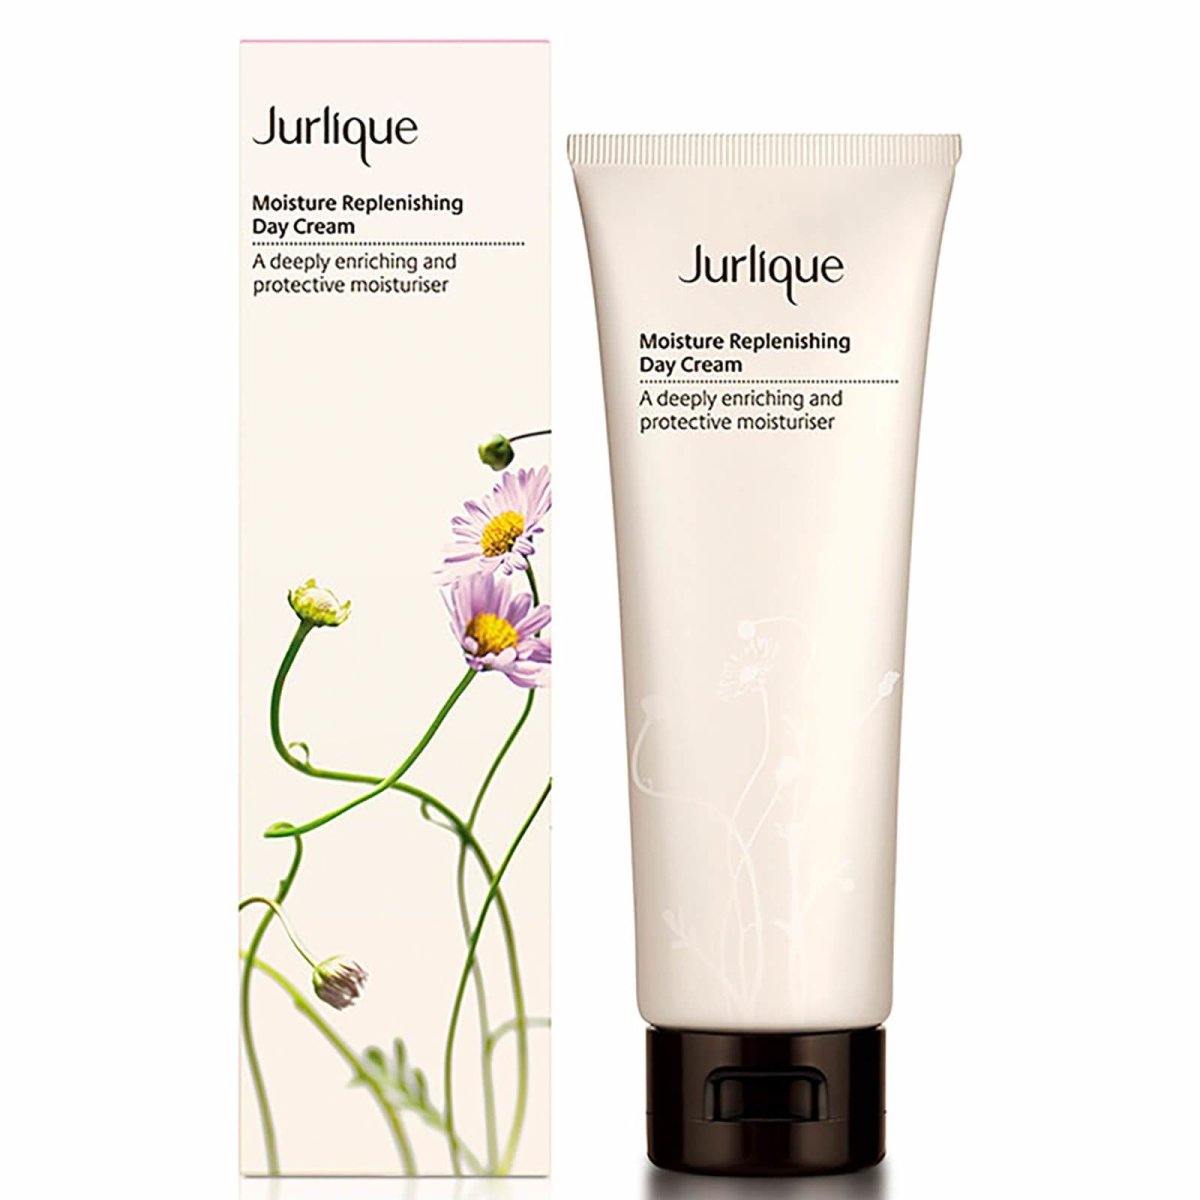 Jurlique
Moisture Replenishing
Day Cream
A deeply enriching and
protective moisturiser
Jurlique
Moisture Replenishing
Day Cream
A deeply enriching and
protective moisturiser